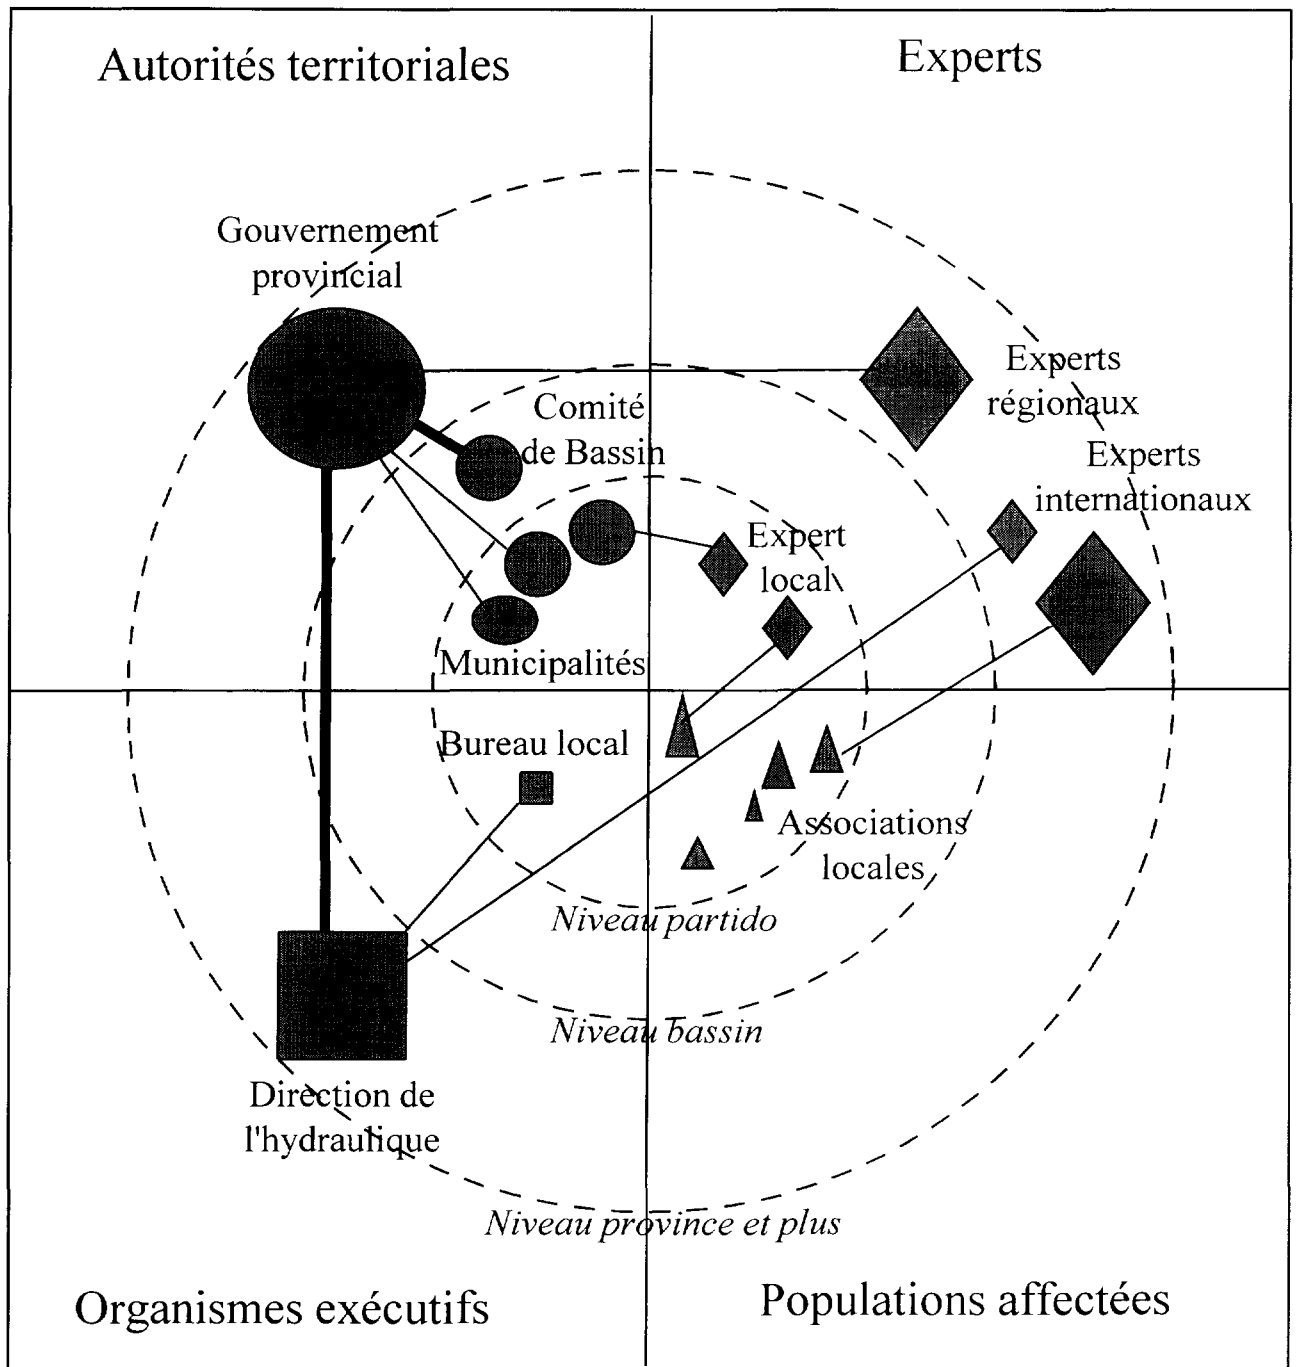 Autorités territoriales
Experts
Gouvernement
provincial
Experts
régionaux
Comité
de Bassin
Experts
internationaux
Expert
local
Municipalités
Bureau local
Associations
locales
Niveau partido
Niveau bassin
Direction de
l'hydraulique
Niveau province et plus
Organismes exécutifs
Populations affectées